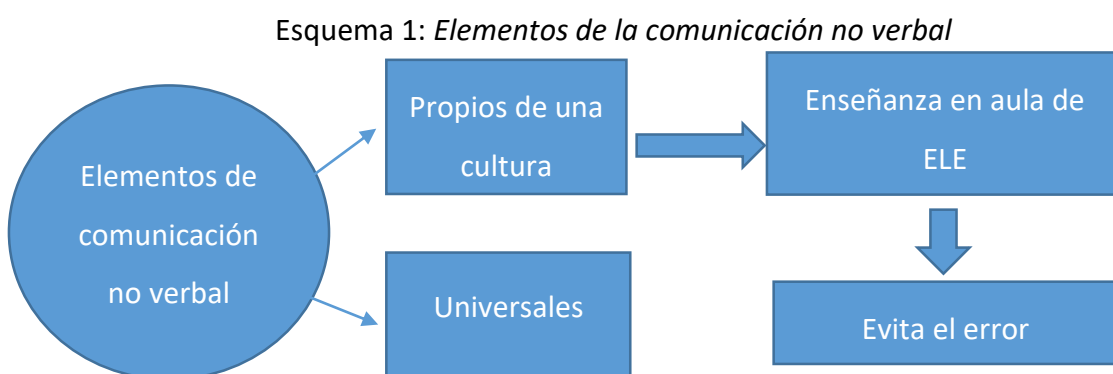 Esquema 1: Elementos de la comunicación no verbal
Elementos de
comunicación
no verbal
Propios de una
cultura
Universales
Enseñanza en aula de
ELE
Evita el error